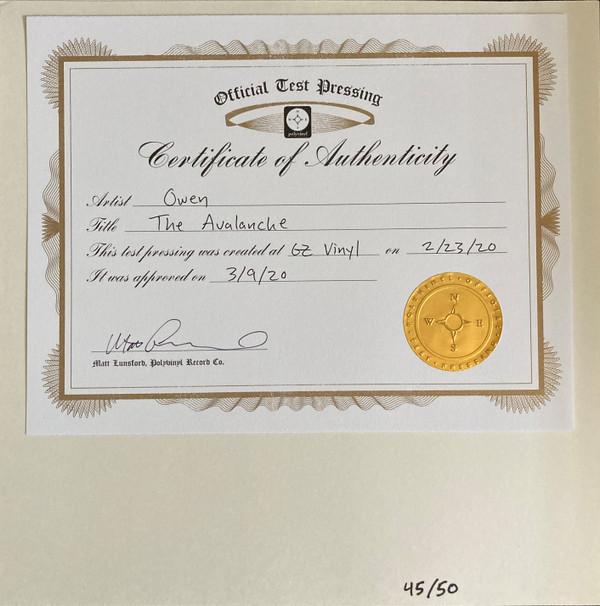 Official Test Pressing
polyvinyl
Certificate of Authenticity
Artist Owen
Title The Avalanche
This test pressing was created at GZ Vinyl on 2/23/20
It was approved on 3/9/20
N
W E
S
Matt Lunsford, Polyvinyl Record Co.
45/50